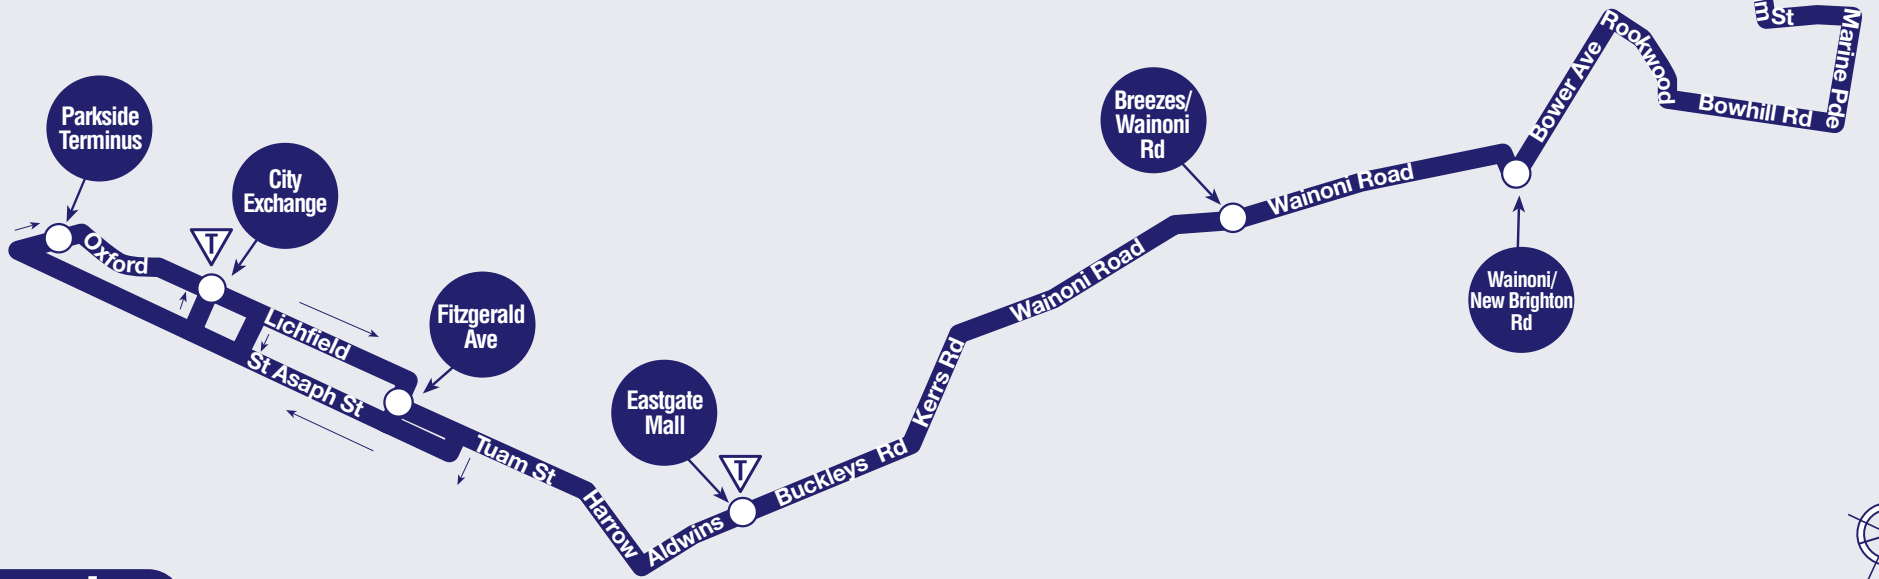 Parkside
Terminus
City
Exchange
T
Oxford
Lichfield
St Asaph St
Fitzgerald
Ave
Tuam St
Harrow
Eastgate
Mall
T
Aldwins
Buckleys Rd
Kerrs Rd
Wainoni Road
Breezes/
Wainoni
Rd
Wainoni Road
Wainoni/
New Brighton
Rd
Bower Ave
Rookwood
Bowhill Rd
Marine Pde
m St